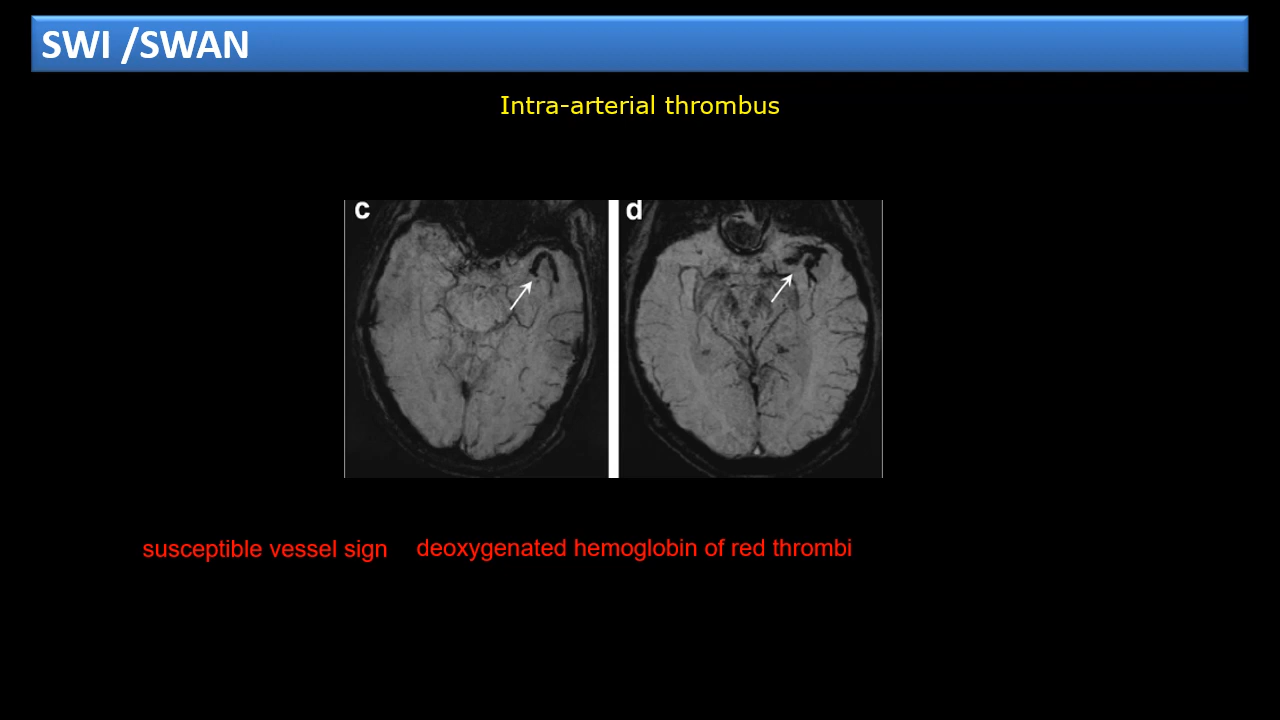 SWI /SWAN
Intra-arterial thrombus
c
d
susceptible vessel sign
deoxygenated hemoglobin of red thrombi